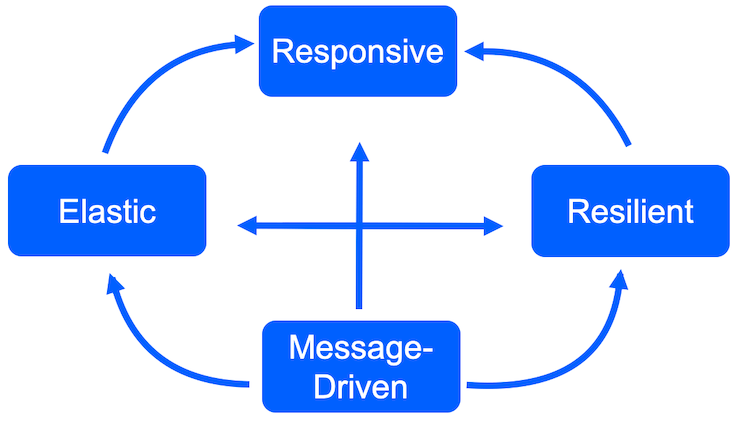 Responsive
Elastic
Resilient
Message-
Driven